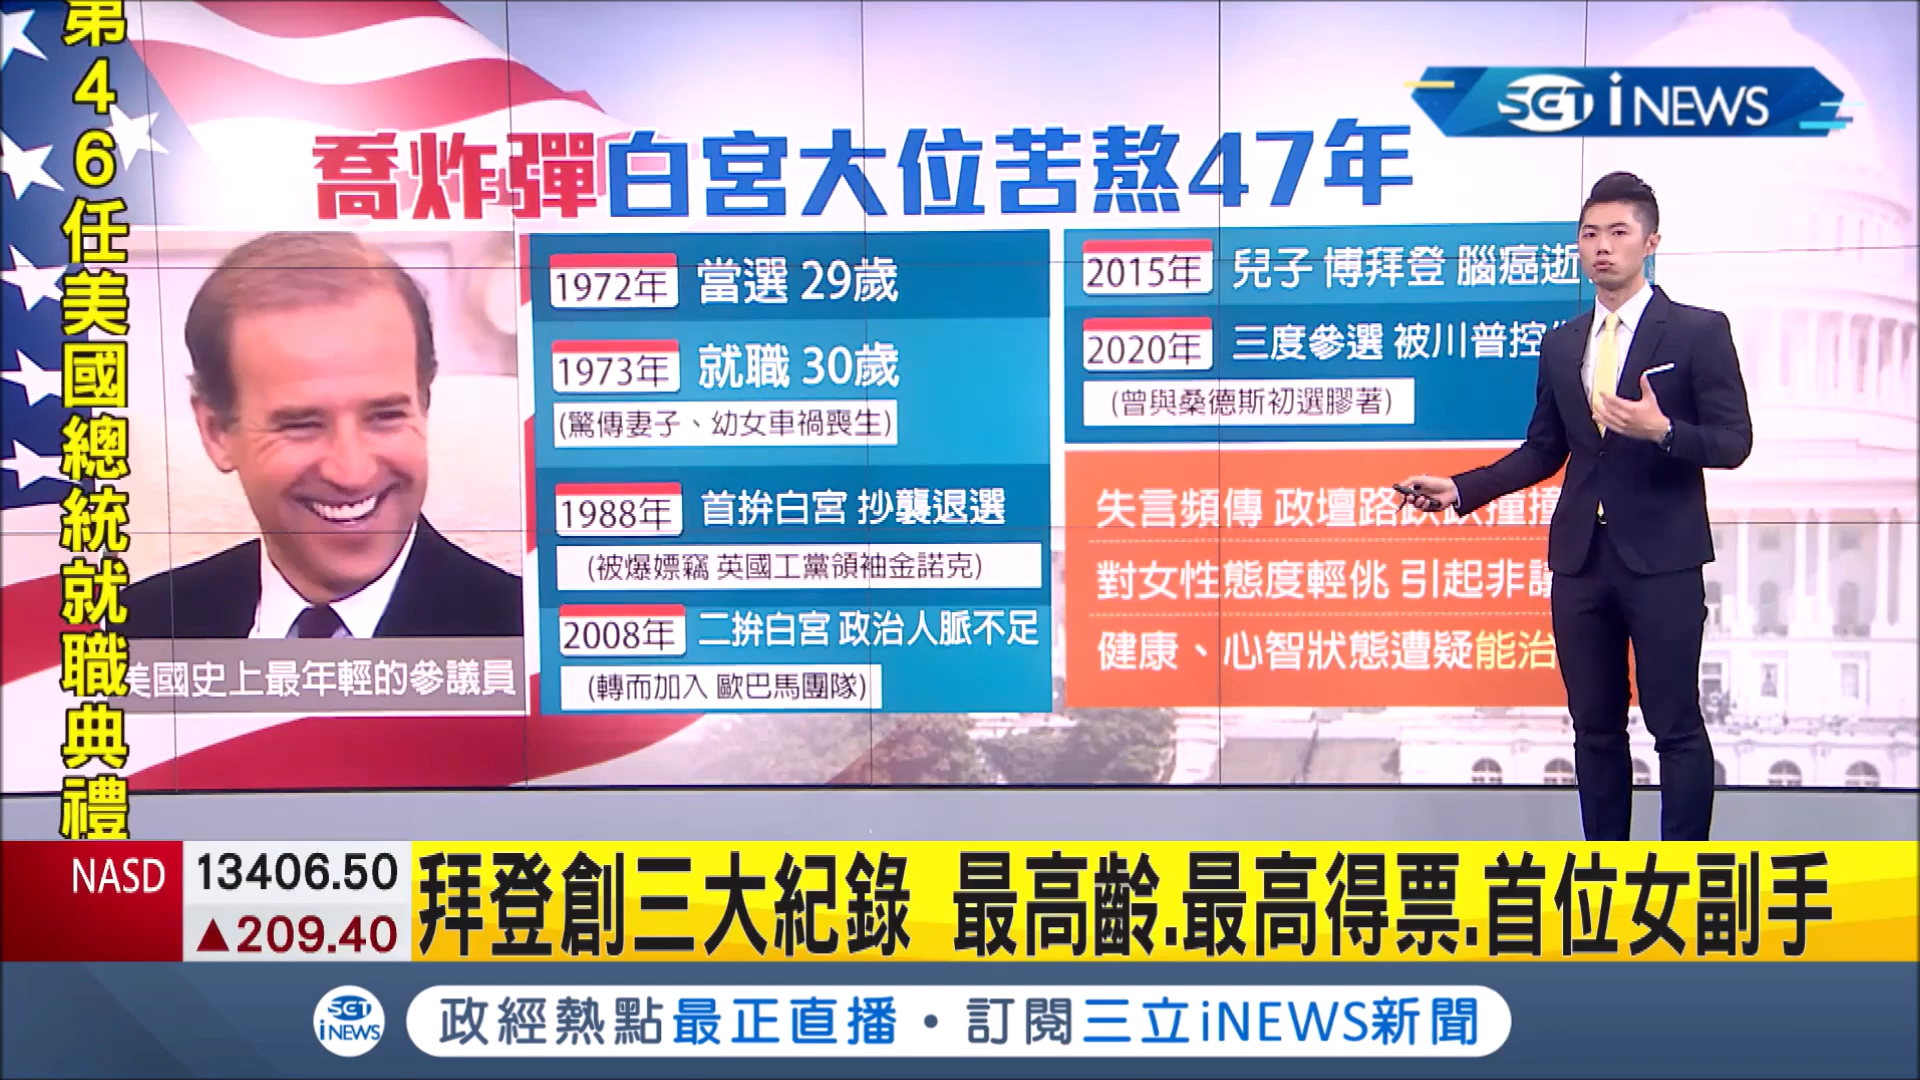 第46任美國總統就職典禮
SET iNEWS
喬炸彈白宮大位苦熬47年
美國史上最年輕的參議員
1972年 當選 29歲
1973年 就職 30歲
(驚傳妻子、幼女車禍喪生)
1988年 首拚白宮 抄襲退選
(被爆嫖竊 英國工黨領袖金諾克)
2008年 二拚白宮 政治人脈不足
(轉而加入 歐巴馬團隊)
2015年 兒子 博拜登 腦癌逝
2020年 三度參選 被川普控
(曾與桑德斯初選膠著)
失言頻傳 政壇路跌跌撞撞
對女性態度輕佻 引起非議
健康、心智狀態遭疑能治
NASD 13406.50
▲209.40
拜登創三大紀錄 最高齡.最高得票.首位女副手
SET iNEWS
政經熱點最正直播・訂閱三立iNEWS新聞